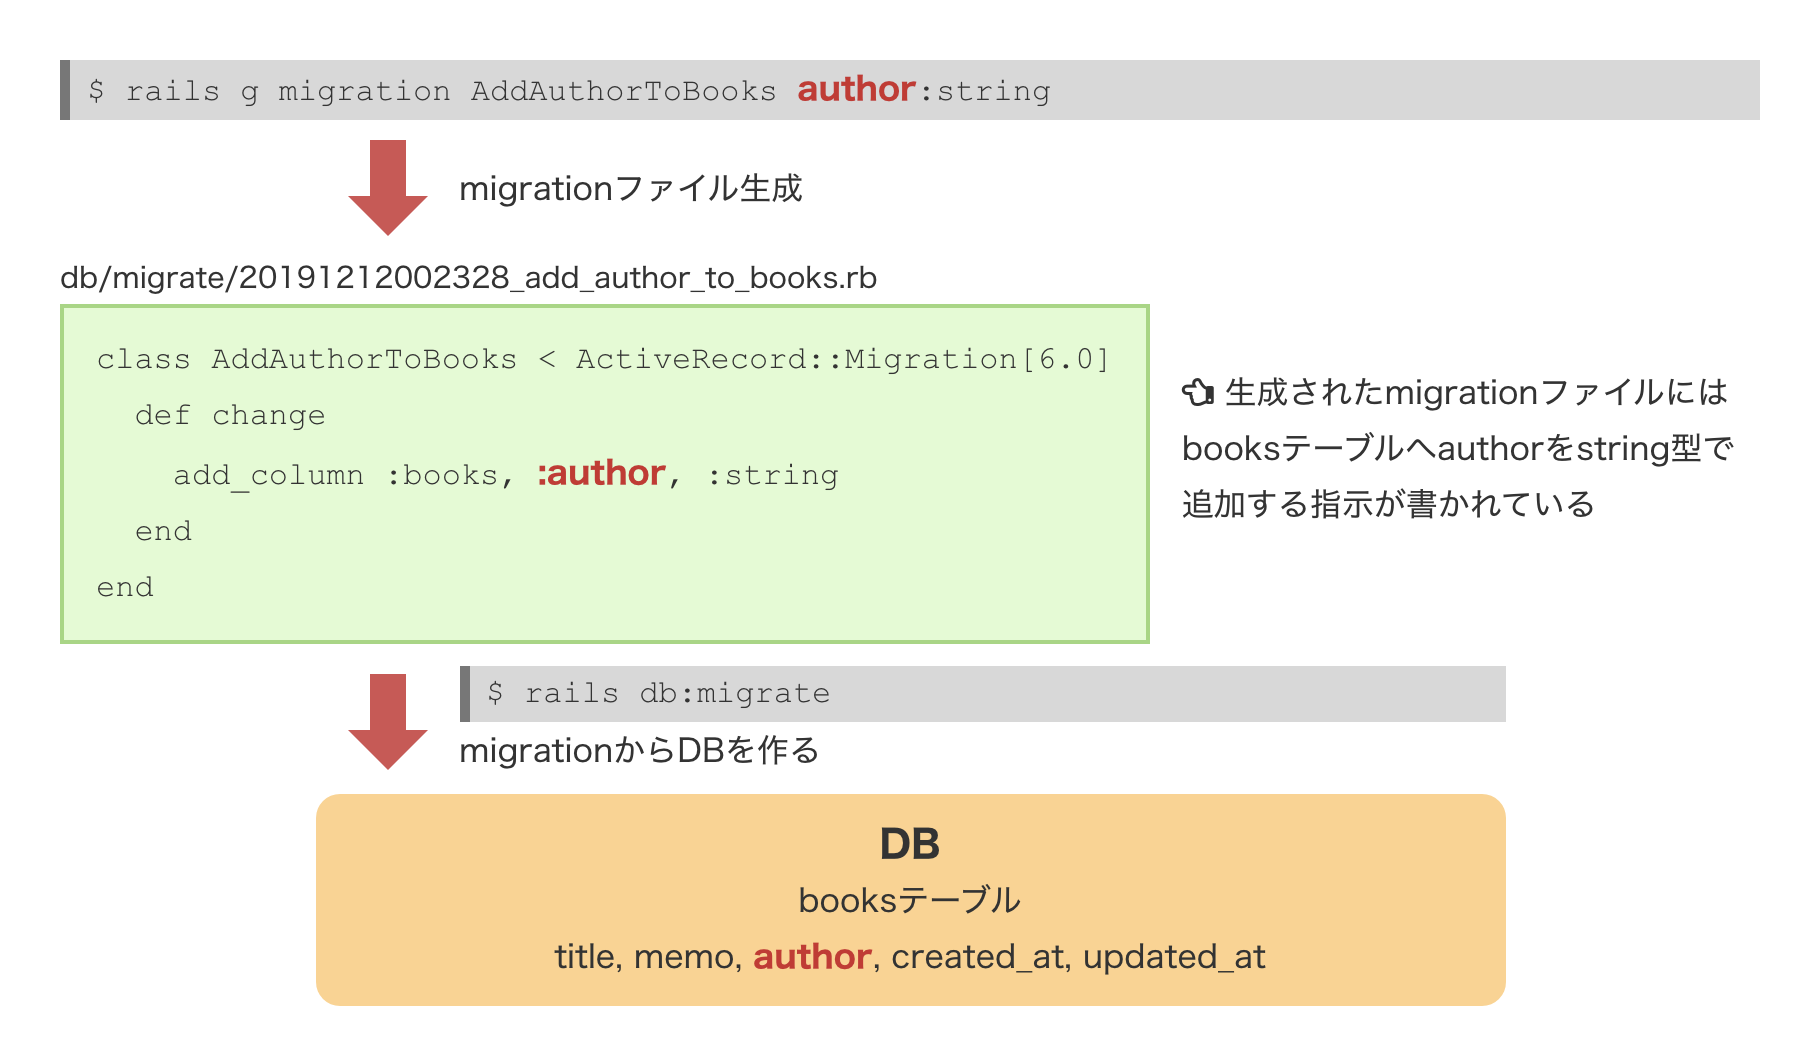 $ rails g migration AddAuthorToBooks author:string
migrationファイル生成
db/migrate/20191212002328_add_author_to_books.rb
class AddAuthorToBooks < ActiveRecord::Migration[6.0]
def change
add_column :books, :author, :string
end
end
生成されたmigrationファイルには
booksテーブルへauthorをstring型で
追加する指示が書かれている
$ rails db:migrate
migrationからDBを作る
DB
booksテーブル
title, memo, author, created_at, updated_at